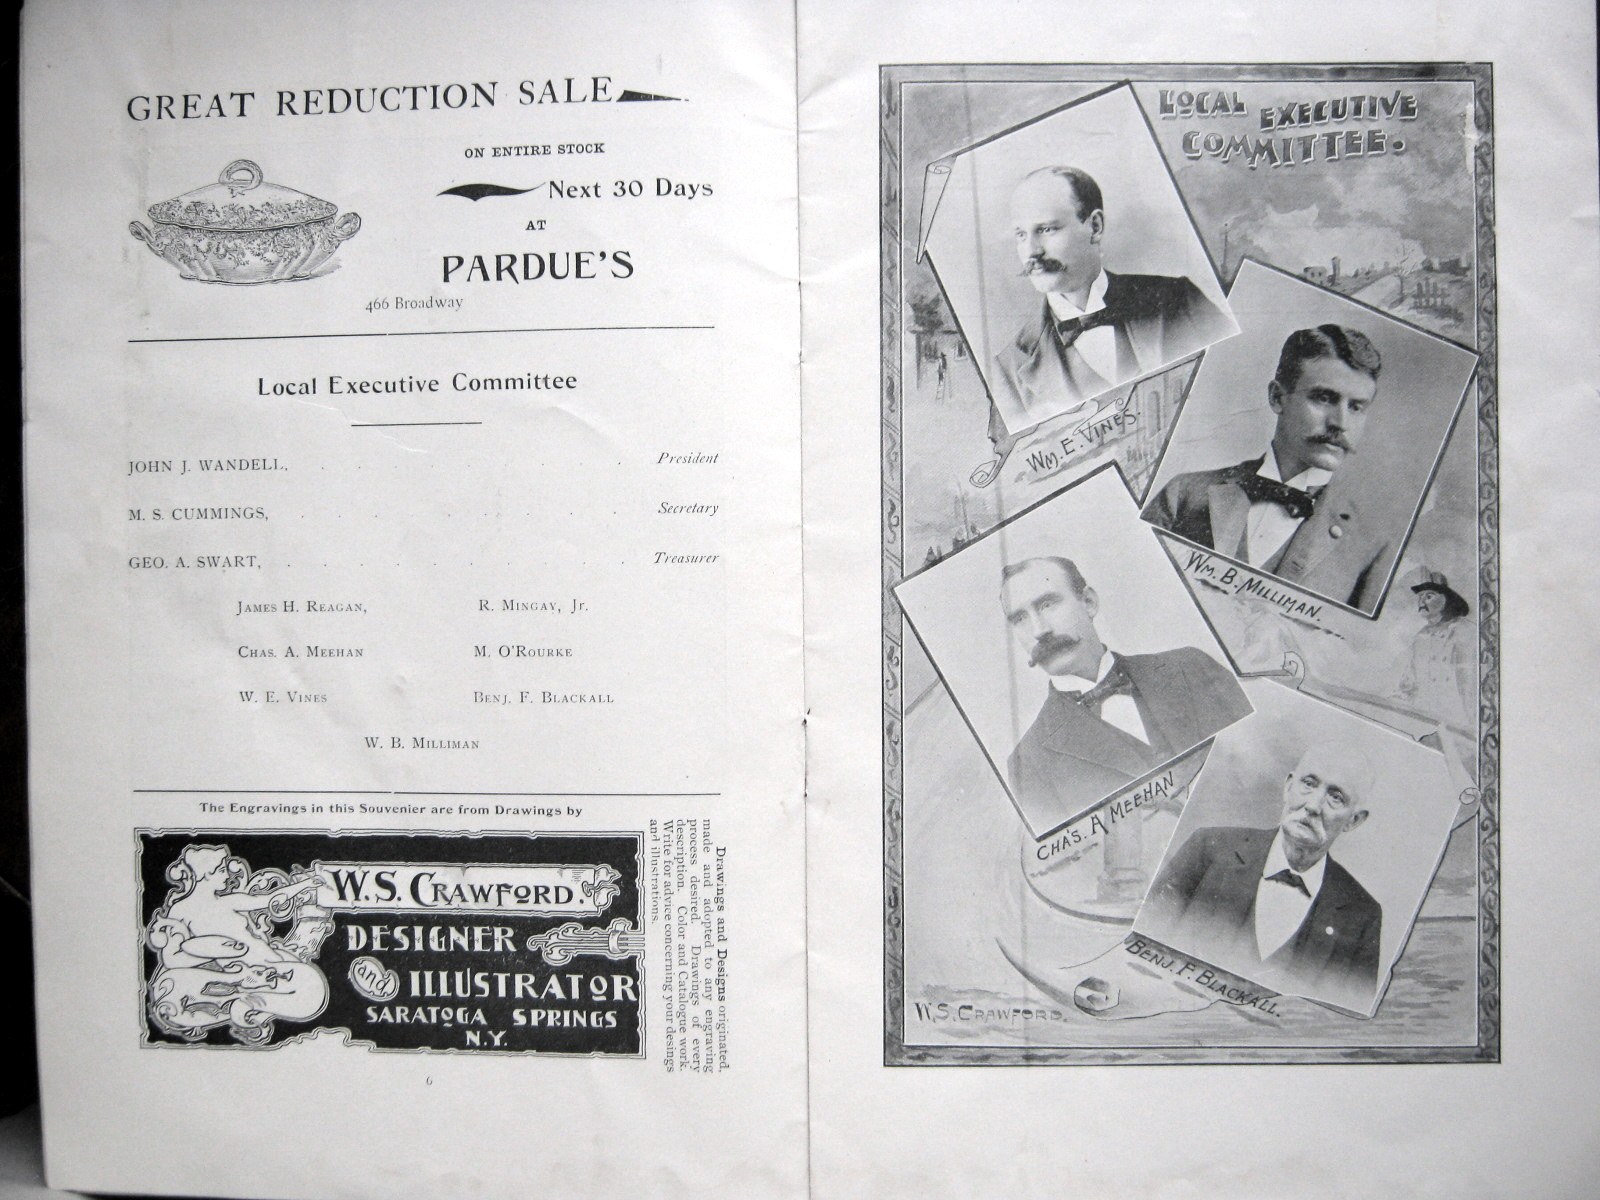 GREAT REDUCTION SALE
ON ENTIRE STOCK
Next 30 Days
AT
PARDUE'S
466 Broadway
Local Executive Committee
JOHN J. WANDELL, . . . . . . . President
M. S. CUMMINGS, . . . . . . . . Secretary
GEO. A. SWART, . . . . . . . . . Treasurer
JAMES H. REAGAN, R. MINGAY, Jr.
CHAS. A. MEEHAN M. O'ROURKE
W. E. VINES BENJ. F. BLACKALL
W. B. MILLIMAN
The Engravings in this Souvenier are from Drawings by
W.S. CRAWFORD.
DESIGNER
and ILLUSTRATOR
SARATOGA SPRINGS
N.Y.
Drawings and Designs originated,
made and adopted to any engraving
process desired. Drawings of every
description. Color and Catalogue work.
Write for advice concerning your desings
and illustrations.
6
LOCAL EXECUTIVE
COMMITTEE.
WM. E. VINES.
WM. B. MILLIMAN.
CHA'S. A MEEHAN
BENJ. F. BLACKALL.
W.S. CRAWFORD.